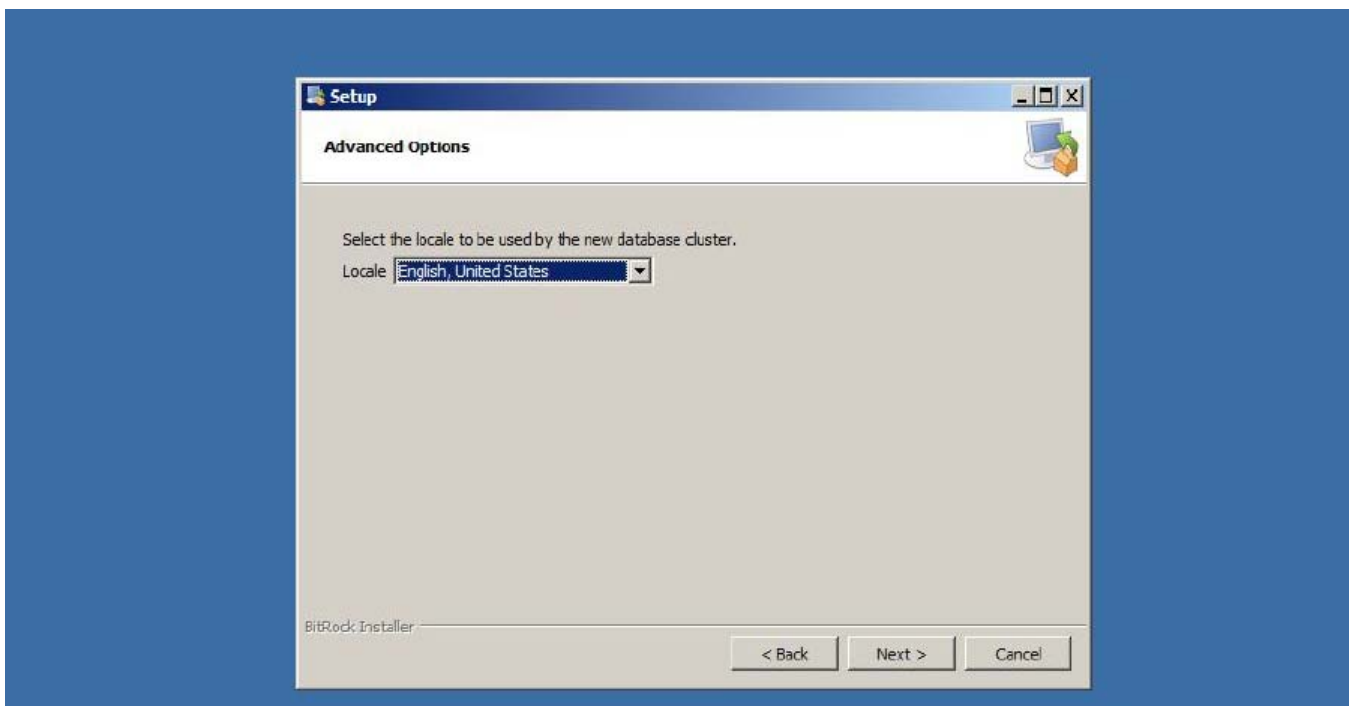 Setup
Advanced Options
Select the locale to be used by the new database cluster.
Locale English, United States
BitRock Installer
< Back Next > Cancel